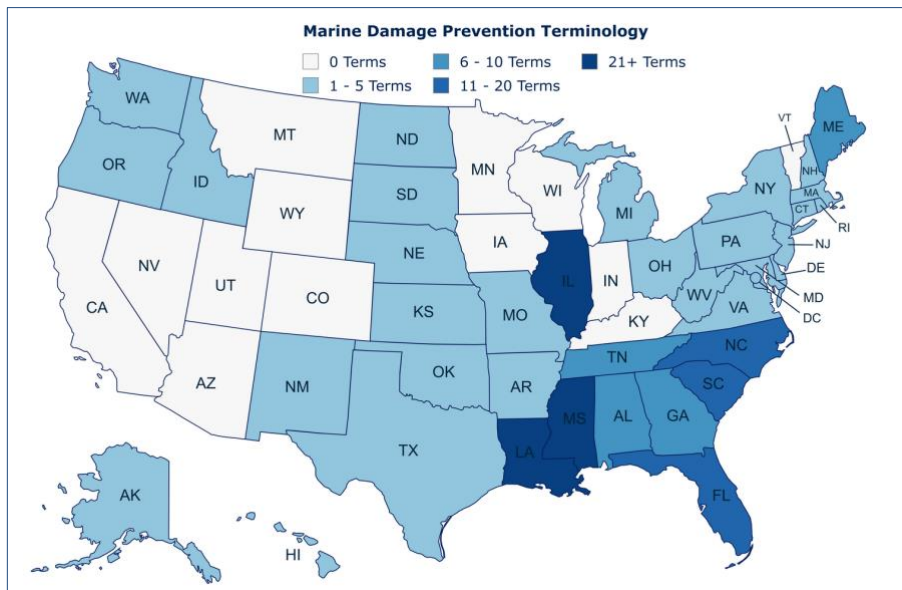 Marine Damage Prevention Terminology
0 Terms
6 - 10 Terms
21+ Terms
1 - 5 Terms
11 - 20 Terms
WA
MT
ND
MN
VT
ME
OR
ID
SD
WI
NH
WY
MI
NY
MA
CT
RI
IA
NE
PA
NJ
NV
OH
DE
IL
IN
UT
CO
WV
MD
CA
KS
MO
VA
DC
KY
NC
TN
OK
AZ
NM
AR
SC
MS
AL
GA
TX
LA
AK
FL
HI